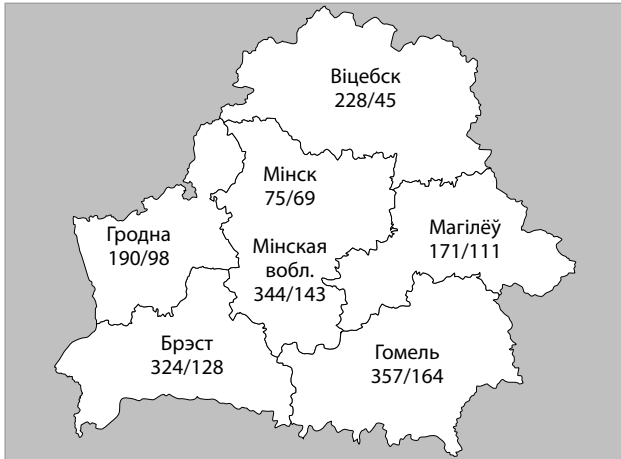 Віцебск
228/45
Мінск
75/69
Мінская
вобл.
344/143
Магілёў
171/111
Гродна
190/98
Брэст
324/128
Гомель
357/164